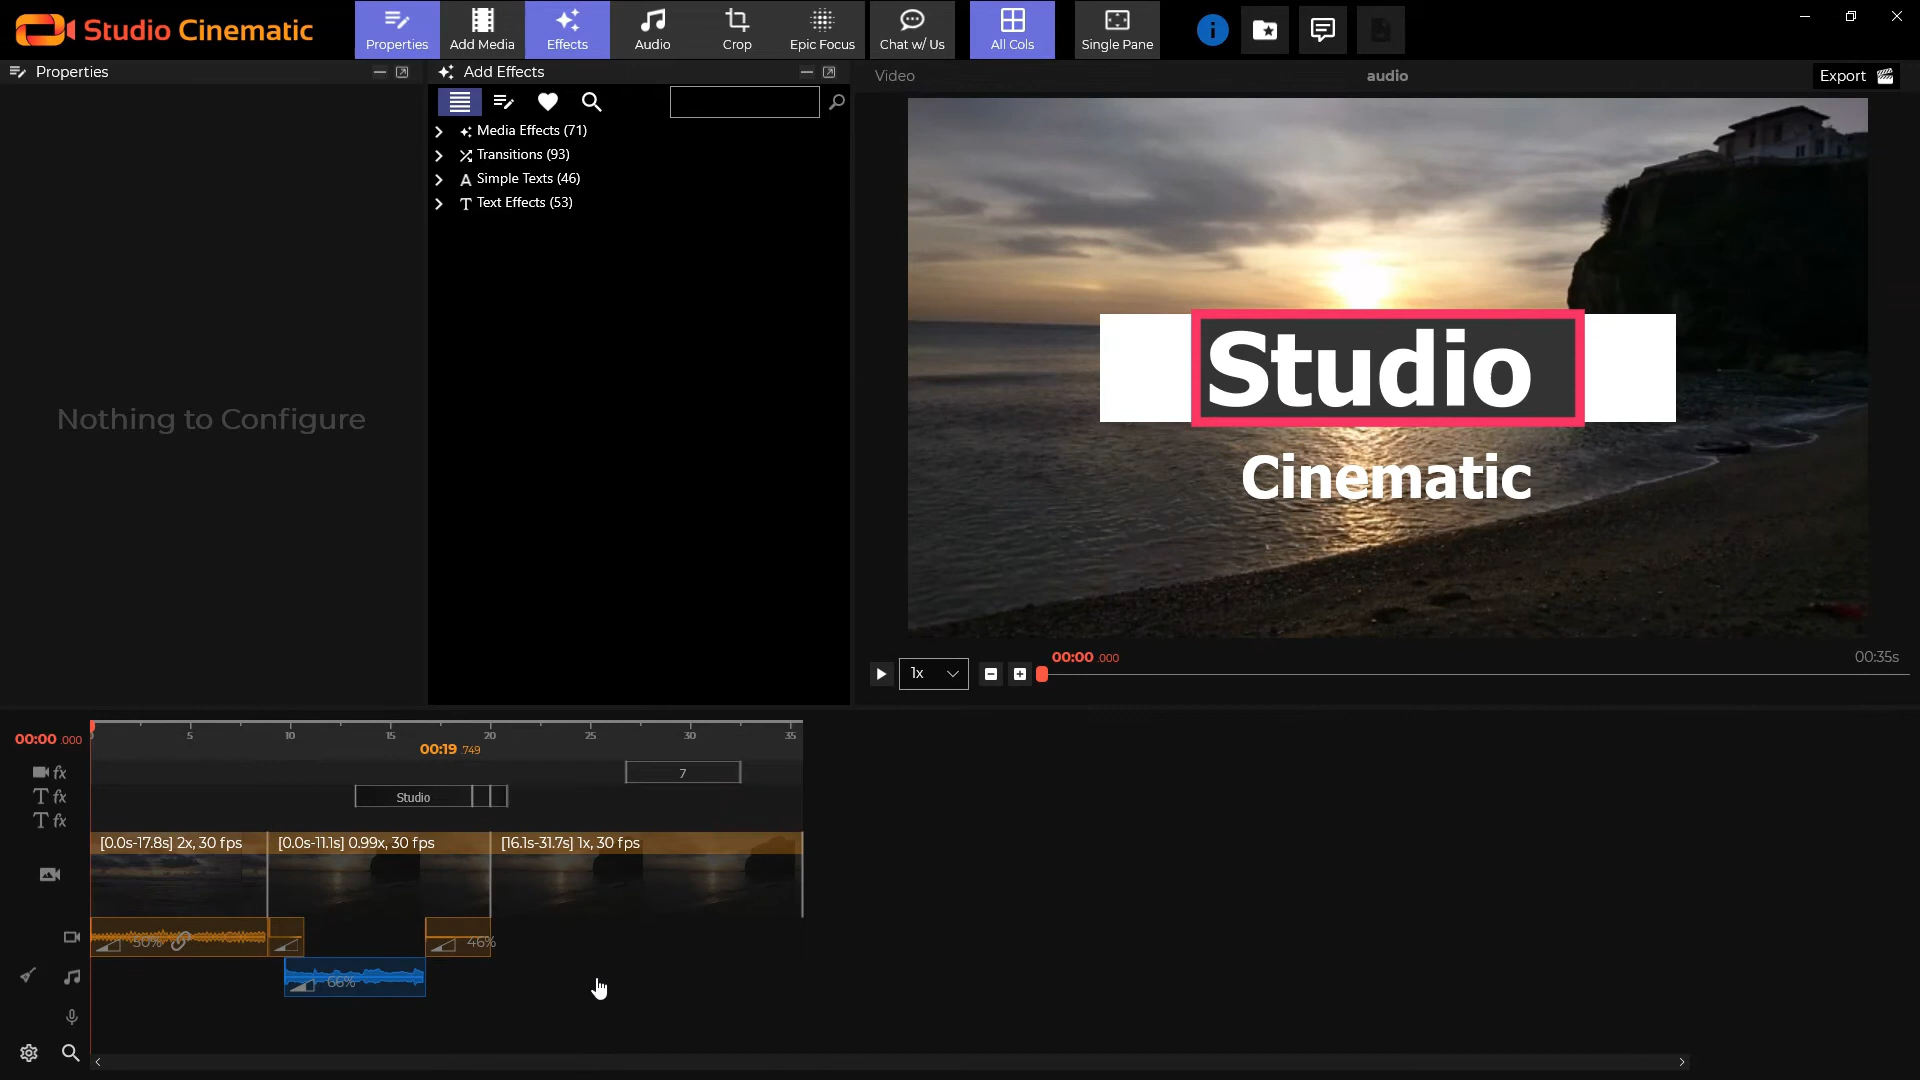 Studio Cinematic
Properties
Add Media
Effects
Audio
Crop
Epic Focus
Chat w/ Us
All Cols
Single Pane
Properties
Nothing to Configure
Add Effects
Media Effects (71)
Transitions (93)
Simple Texts (46)
Text Effects (53)
Video
audio
Export
Studio
Cinematic
1x
00:00 .000
00:35s
00:00 .000
5 10 15 20 25 30 35
00:19 .749
fx
T fx
T fx
7
Studio
[0.0s-17.8s] 2x, 30 fps
[0.0s-11.1s] 0.99x, 30 fps
[16.1s-31.7s] 1x, 30 fps
50%
46%
66%